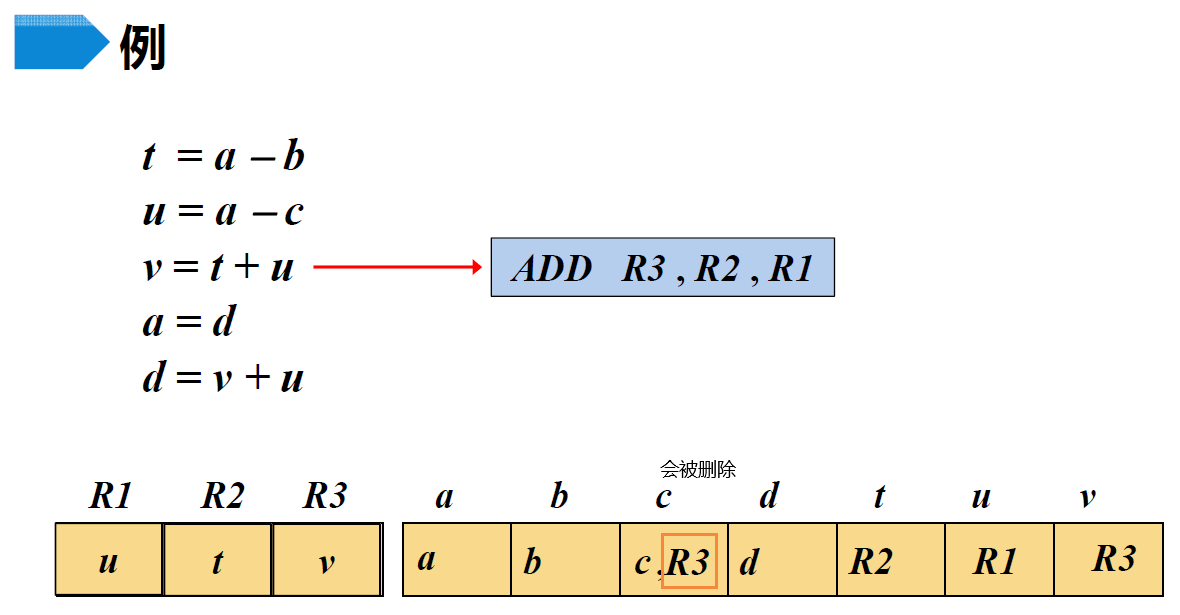 例
t = a – b
u = a – c
v = t + u
ADD R3 , R2 , R1
a = d
d = v + u
会被删除
R1 R2 R3 a b c d t u v
u t v a b c , R3 d R2 R1 R3